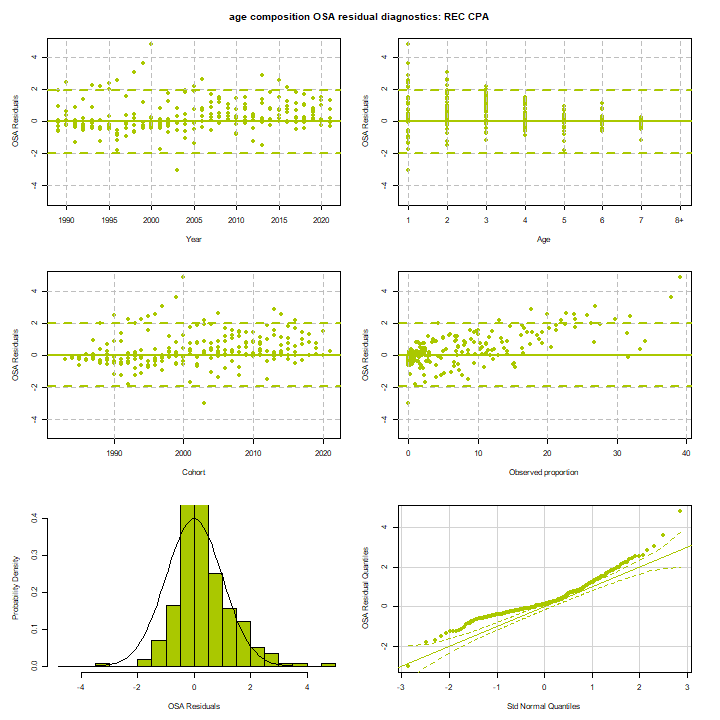 age composition OSA residual diagnostics: REC CPA
OSA Residuals
4
2
0
-2
-4
1990 1995 2000 2005 2010 2015 2020
Year
OSA Residuals
4
2
0
-2
-4
1 2 3 4 5 6 7 8+
Age
OSA Residuals
4
2
0
-2
-4
1990 2000 2010 2020
Cohort
OSA Residuals
4
2
0
-2
-4
0 10 20 30 40
Observed proportion
Probability Density
0.4
0.3
0.2
0.1
0.0
-4 -2 0 2 4
OSA Residuals
OSA Residual Quantiles
4
2
0
-2
-3 -2 -1 0 1 2 3
Std Normal Quantiles